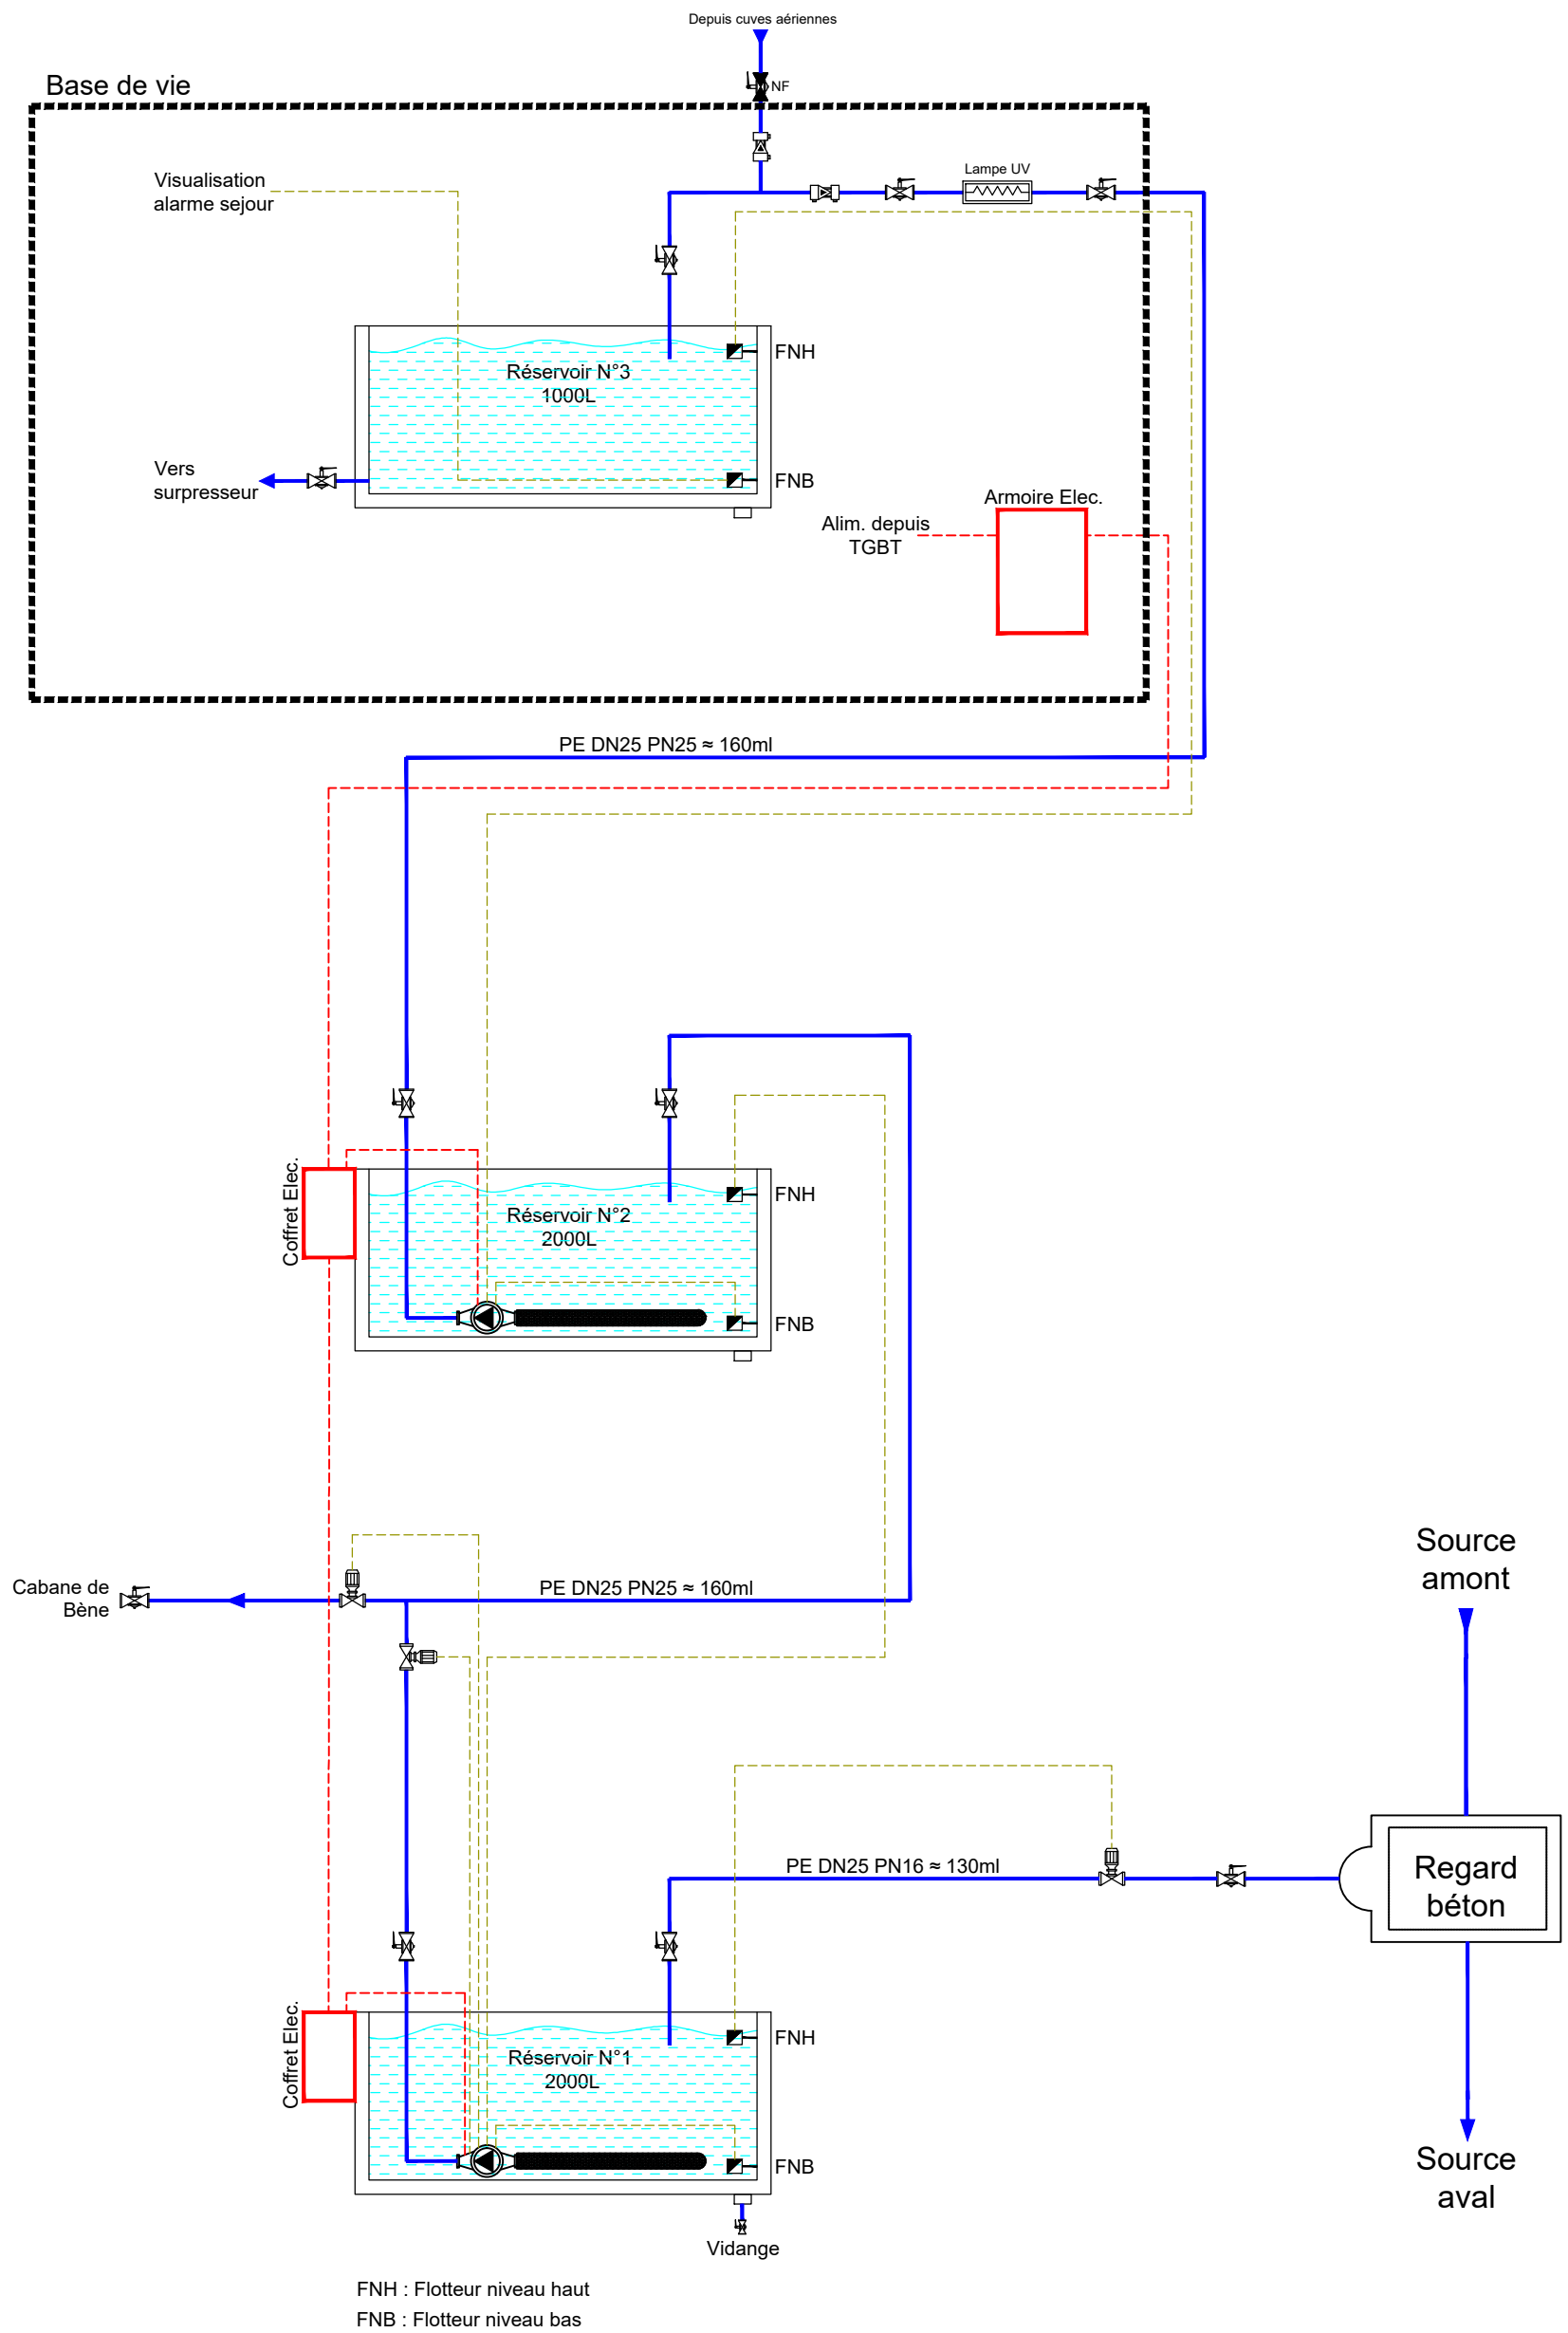 Depuis cuves aériennes
NF
Base de vie
Lampe UV
Visualisation
alarme sejour
FNH
Réservoir N°3
1000L
Vers
surpresseur
FNB
Armoire Elec.
Alim. depuis
TGBT
PE DN25 PN25 ≈ 160ml
Coffret Elec.
FNH
Réservoir N°2
2000L
FNB
Source
amont
Cabane de
Bène
PE DN25 PN25 ≈ 160ml
PE DN25 PN16 ≈ 130ml
Regard
béton
Coffret Elec.
FNH
Réservoir N°1
2000L
FNB
Source
aval
Vidange
FNH : Flotteur niveau haut
FNB : Flotteur niveau bas